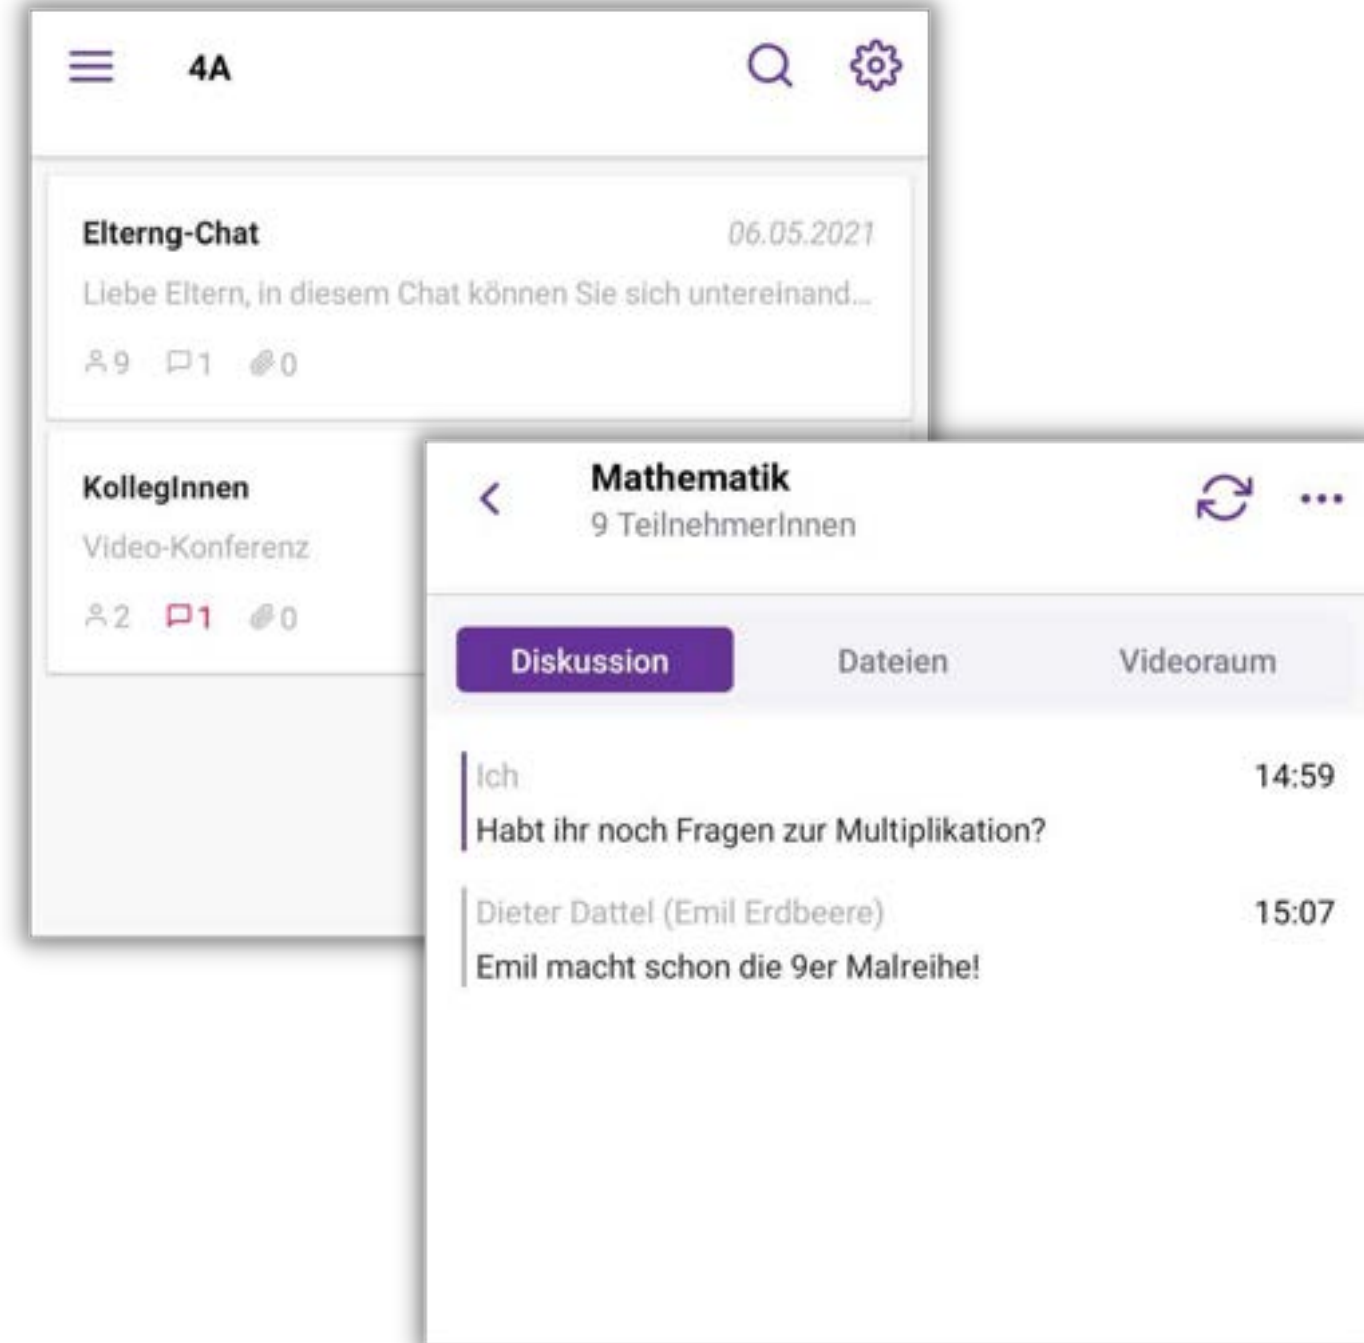 4A
Elterng-Chat
06.05.2021
Liebe Eltern, in diesem Chat können Sie sich untereinand...
9 1 0
KollegInnen
Video-Konferenz
2 1 0
Mathematik
9 TeilnehmerInnen
Diskussion Dateien Videoraum
Ich 14:59
Habt ihr noch Fragen zur Multiplikation?
Dieter Dattel (Emil Erdbeere) 15:07
Emil macht schon die 9er Malreihe!